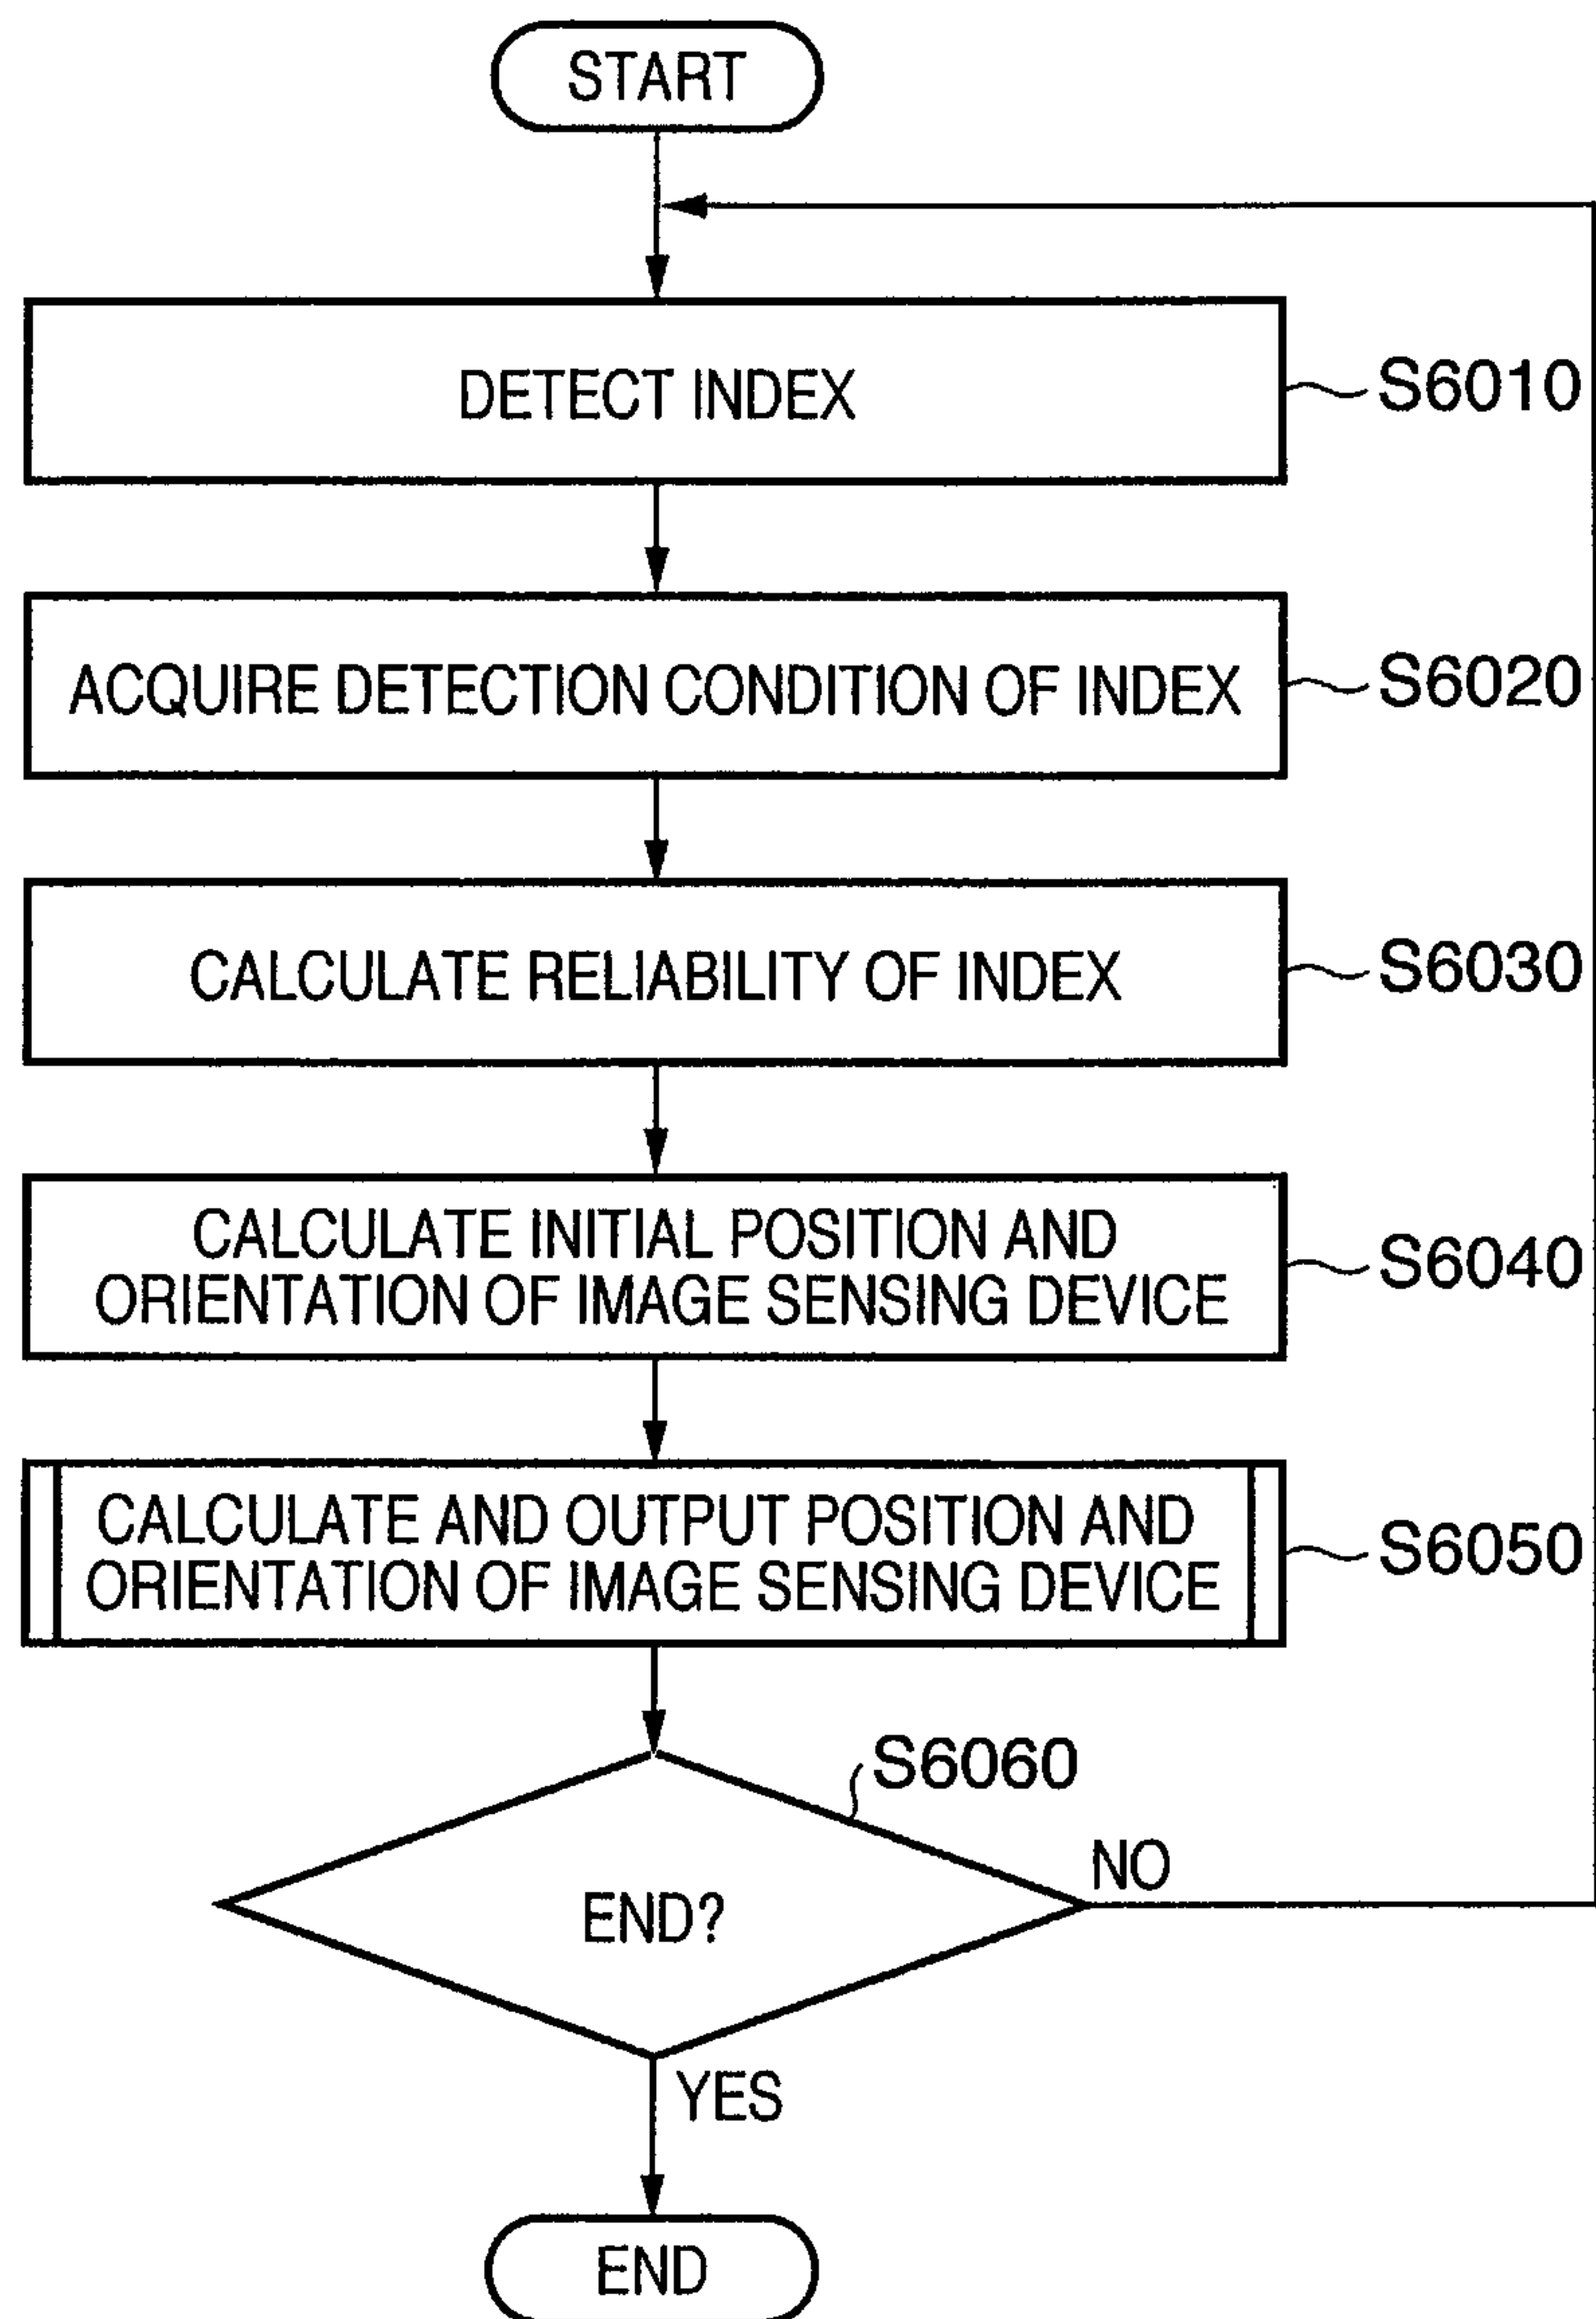 START
DETECT INDEX
S6010
ACQUIRE DETECTION CONDITION OF INDEX
S6020
CALCULATE RELIABILITY OF INDEX
S6030
CALCULATE INITIAL POSITION AND
ORIENTATION OF IMAGE SENSING DEVICE
S6040
CALCULATE AND OUTPUT POSITION AND
ORIENTATION OF IMAGE SENSING DEVICE
S6050
S6060
END?
NO
YES
END